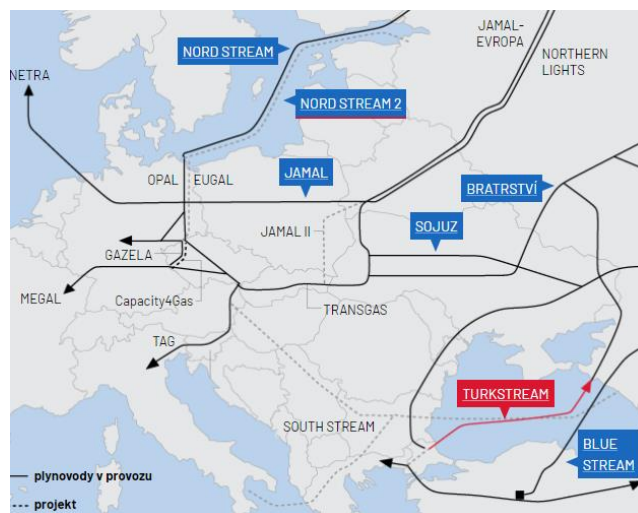 JAMAL-
EVROPA
NORTHERN
LIGHTS
NORD STREAM
NETRA
NORD STREAM 2
OPAL
EUGAL
JAMAL
BRATRSTVÍ
JAMAL II
SOJUZ
GAZELA
MEGAL
Capacity4Gas
TRANSGAS
TAG
TURKSTREAM
SOUTH STREAM
BLUE
STREAM
plynovody v provozu
projekt